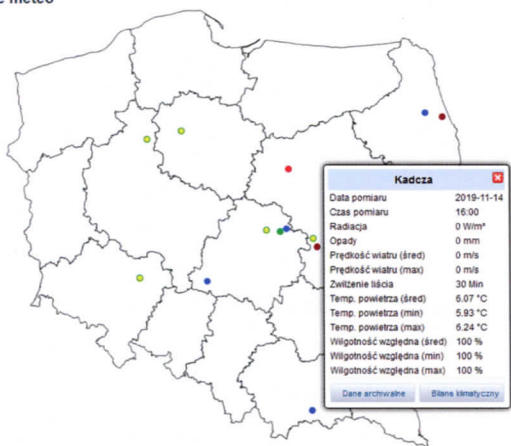 meteo
Kadcza
Data pomiaru 2019-11-14
Czas pomiaru 16:00
Radiacja 0 W/m²
Opady 0 mm
Prędkość wiatru (śred) 0 m/s
Prędkość wiatru (max) 0 m/s
Zwilżenie liścia 30 Min
Temp. powietrza (śred) 6.07 °C
Temp. powietrza (min) 5.93 °C
Temp. powietrza (max) 6.24 °C
Wilgotność względna (śred) 100 %
Wilgotność względna (min) 100 %
Wilgotność względna (max) 100 %
Dane archiwalne Bilans klimatyczny